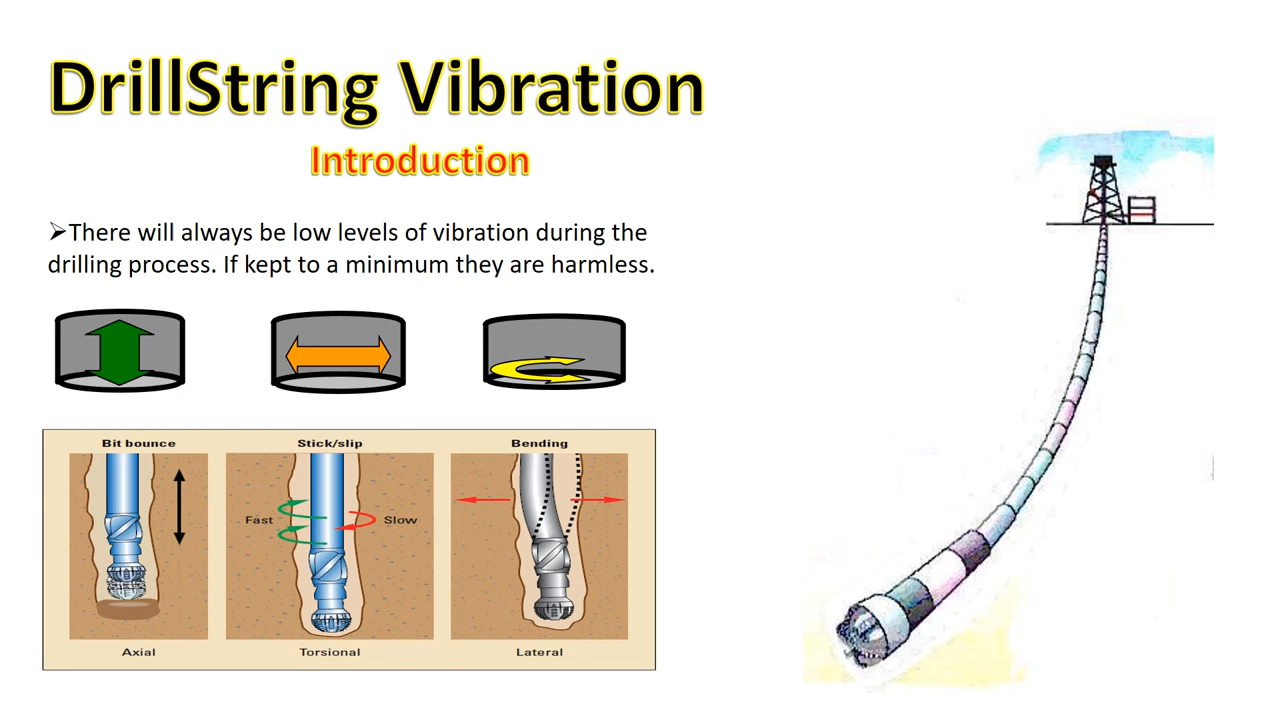 DrillString Vibration
Introduction
➢There will always be low levels of vibration during the
drilling process. If kept to a minimum they are harmless.
Bit bounce
Stick/slip
Bending
Fast
Slow
Axial
Torsional
Lateral